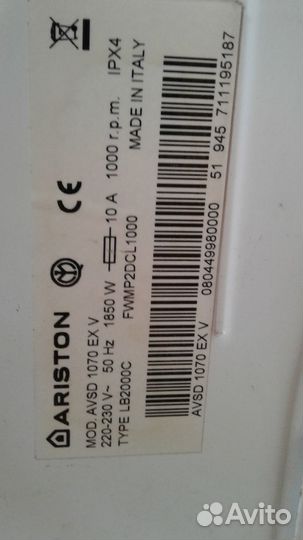 ARISTON
MOD. AVSD 1070 EX V
220-230 V~ 50 Hz 1850 W 10 A 1000 r.p.m. IPX4
TYPE LB2000C FWMP2DCL1000 MADE IN ITALY
AVSD 1070 EX V 080449980000 51 945 711195187
Avito